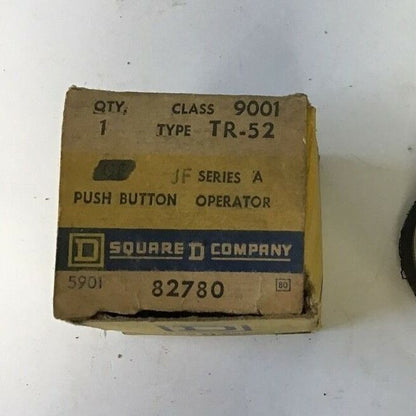 QTY. CLASS 9001
1 TYPE TR-52
JF SERIES A
PUSH BUTTON OPERATOR
D SQUARE D COMPANY
5901 82780 80